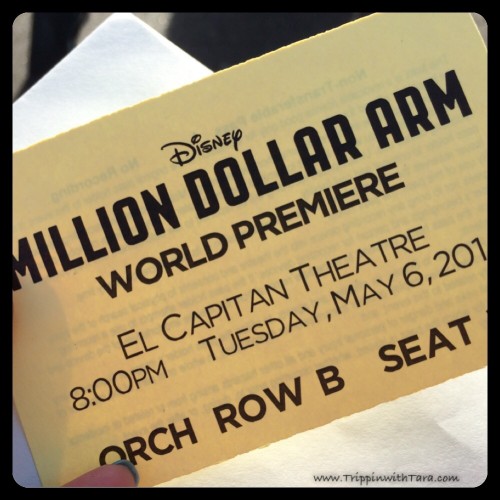 Disney
MILLION DOLLAR ARM
WORLD PREMIERE
EL CAPITAN THEATRE
8:00PM TUESDAY, MAY 6, 201
ORCH ROW B SEAT
www.TrippinwithTara.com